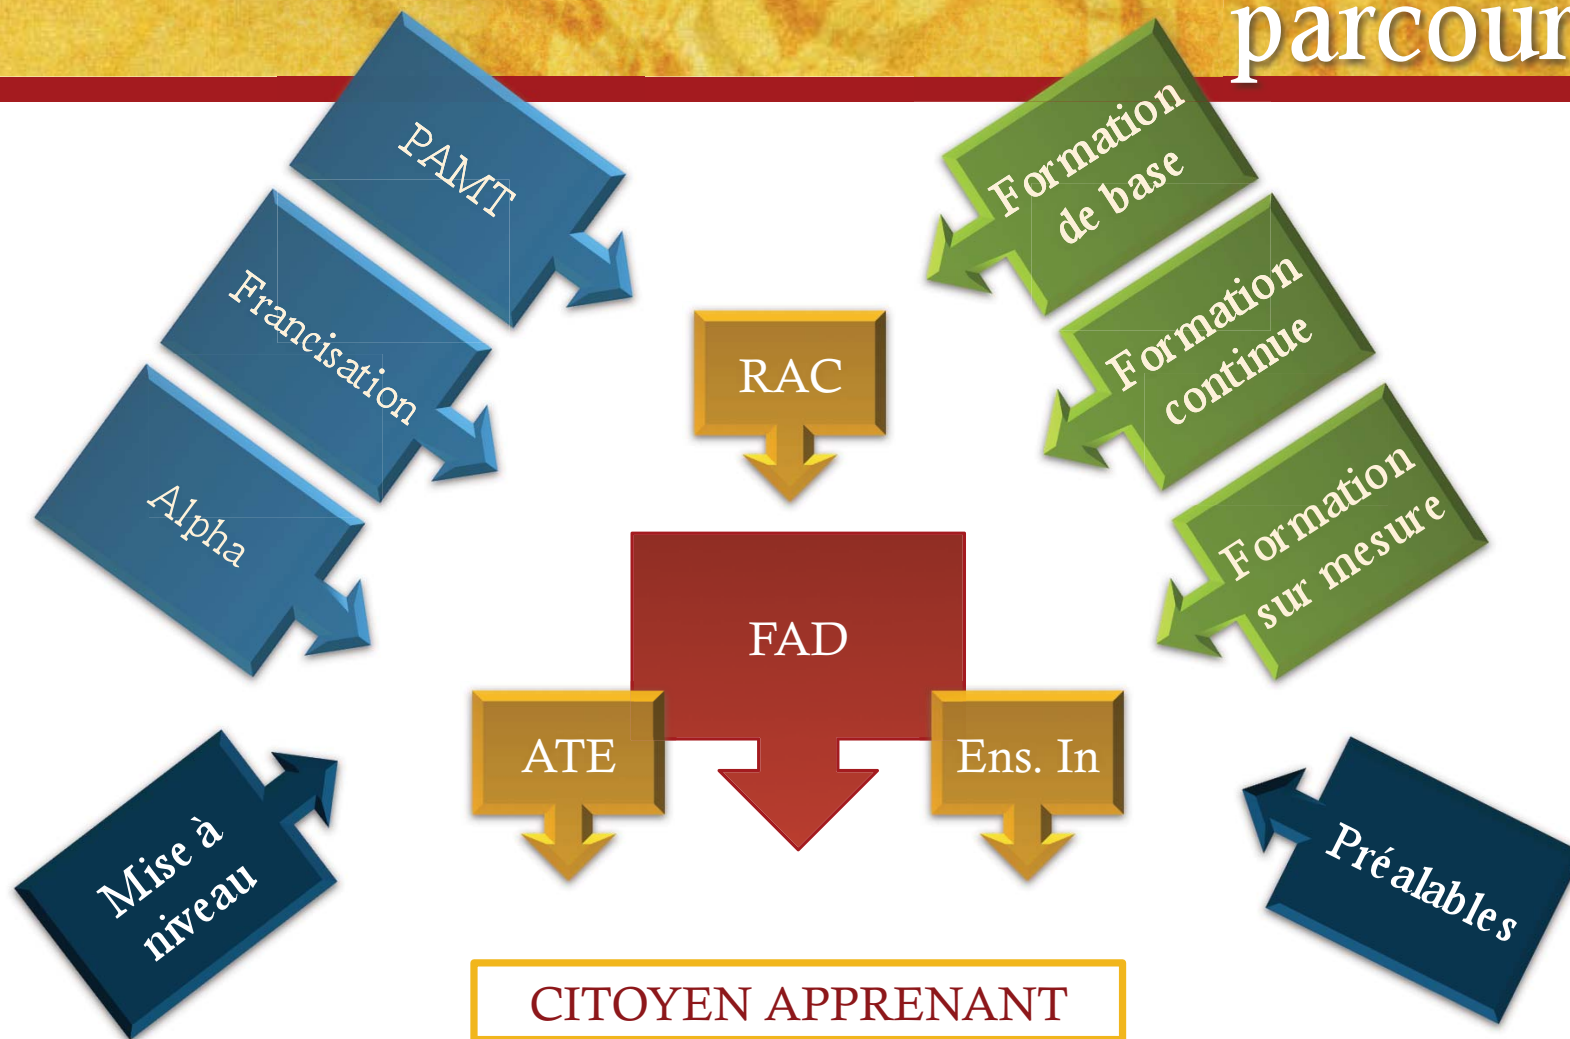 parcour
PAMT
Francisation
Alpha
Mise à
niveau
RAC
FAD
ATE
Ens. In
Formation
de base
Formation
continue
Formation
sur mesure
Préalables
CITOYEN APPRENANT